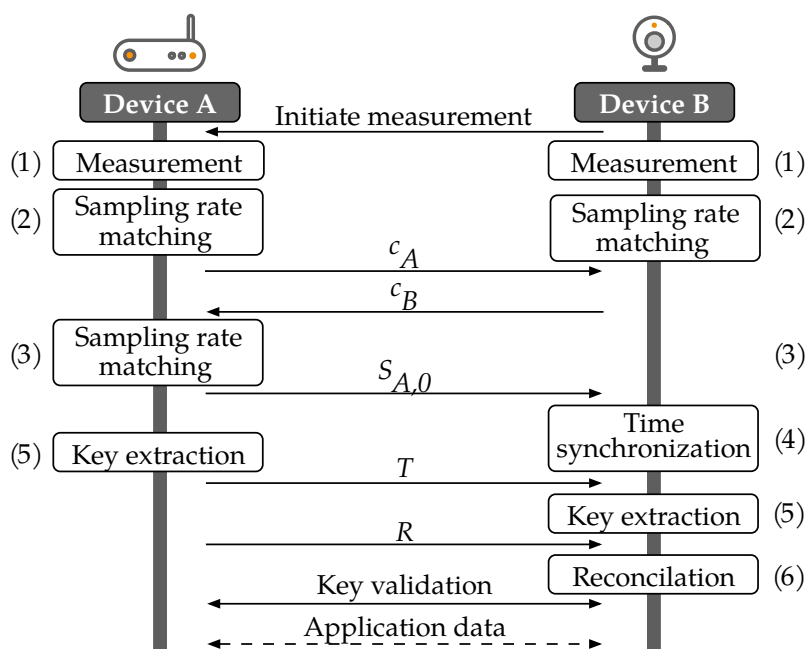 Device A
Device B
Initiate measurement
(1) Measurement
Measurement (1)
(2) Sampling rate
matching
Sampling rate (2)
matching
c_A
c_B
(3) Sampling rate
matching
(3)
S_A,0
Time
synchronization (4)
(5) Key extraction
T
Key extraction (5)
R
Reconcilation (6)
Key validation
Application data